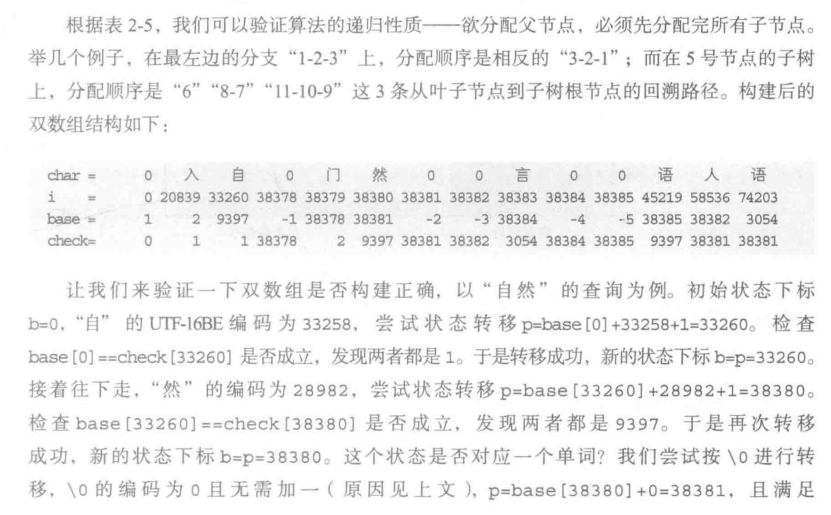 根据表 2-5，我们可以验证算法的递归性质——欲分配父节点，必须先分配完所有子节点。
举几个例子，在最左边的分支“1-2-3”上，分配顺序是相反的“3-2-1”；而在 5 号节点的子树
上，分配顺序是“6”“8-7”“11-10-9”这 3 条从叶子节点到子树根节点的回溯路径。构建后的
双数组结构如下：
char = 0 入 自 0 门 然 0 0 言 0 0 语 人 语
i = 0 20839 33260 38378 38379 38380 38381 38382 38383 38384 38385 45219 58536 74203
base = 1 2 9397 -1 38378 38381 -2 -3 38384 -4 -5 38385 38382 3054
check= 0 1 1 38378 2 9397 38381 38382 3054 38384 38385 9397 38381 38381
让我们来验证一下双数组是否构建正确，以“自然”的查询为例。初始状态下标
b=0，“自”的 UTF-16BE 编码为 33258，尝试状态转移 p=base[0]+33258+1=33260。检查
base[0]==check[33260] 是否成立，发现两者都是 1。于是转移成功，新的状态下标 b=p=33260。
接着往下走，“然”的编码为 28982，尝试状态转移 p=base[33260]+28982+1=38380。
检查 base[33260]==check[38380] 是否成立，发现两者都是 9397。于是再次转移
成功，新的状态下标 b=p=38380。这个状态是否对应一个单词？我们尝试按 \0 进行转
移，\0 的编码为 0 且无需加一（原因见上文），p=base[38380]+0=38381，且满足